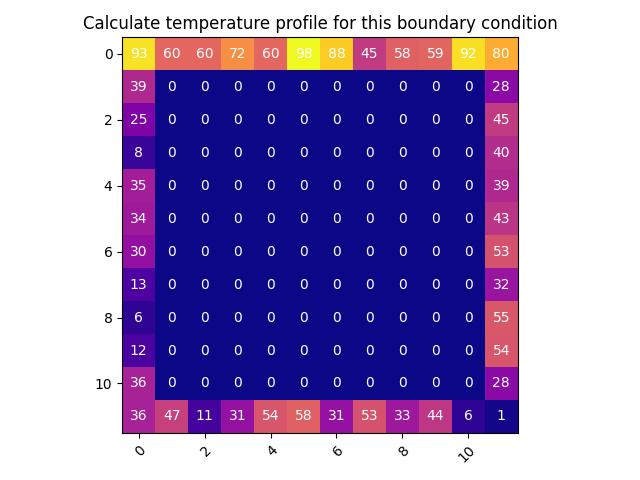 Calculate temperature profile for this boundary condition
0 93 60 60 72 60 98 88 45 58 59 92 80
39 0 0 0 0 0 0 0 0 0 0 28
2 25 0 0 0 0 0 0 0 0 0 0 45
8 0 0 0 0 0 0 0 0 0 0 40
4 35 0 0 0 0 0 0 0 0 0 0 39
34 0 0 0 0 0 0 0 0 0 0 43
6 30 0 0 0 0 0 0 0 0 0 0 53
13 0 0 0 0 0 0 0 0 0 0 32
8 6 0 0 0 0 0 0 0 0 0 0 55
12 0 0 0 0 0 0 0 0 0 0 54
10 36 0 0 0 0 0 0 0 0 0 0 28
36 47 11 31 54 58 31 53 33 44 6 1
0 2 4 6 8 10